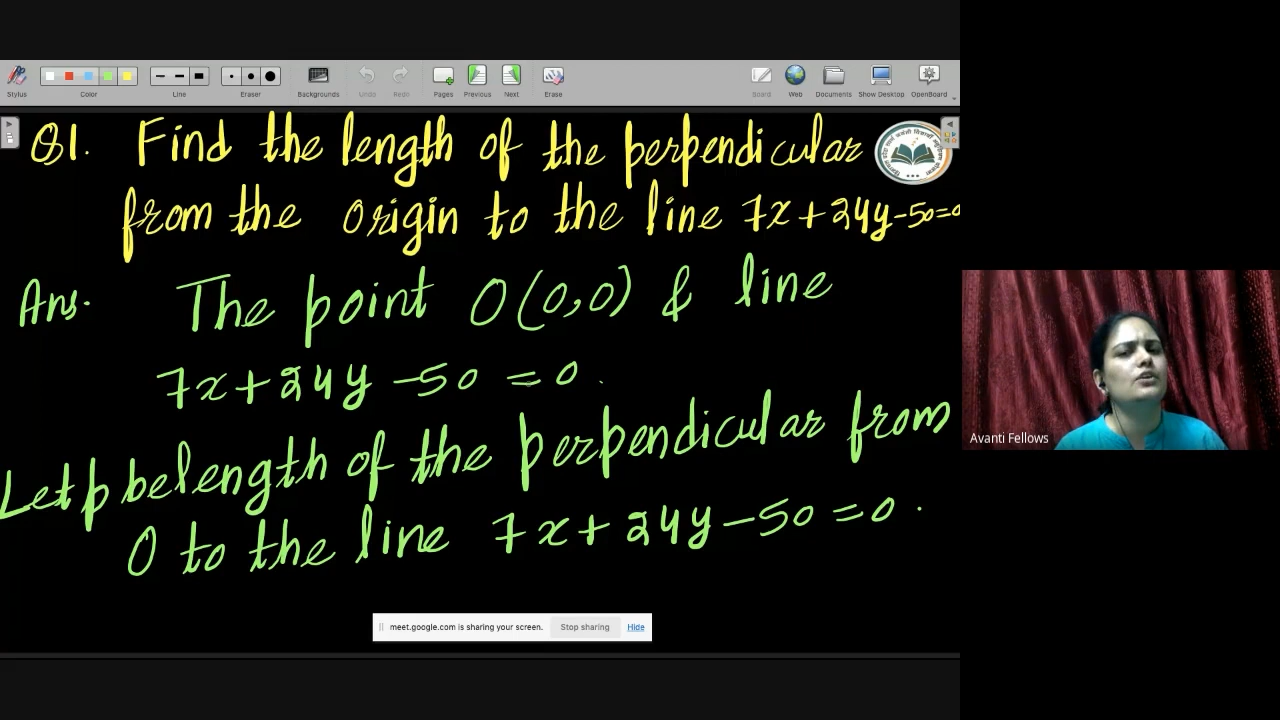 Stylus
Color
Line
Eraser
Backgrounds
Undo
Redo
Pages
Previous
Next
Erase
Board
Web
Documents
Show Desktop
OpenBoard
Q1. Find the length of the perpendicular
from the origin to the line 7x+24y-50=0
Ans. The point O(0,0) & line
7x+24y-50=0.
Let p be length of the perpendicular from
O to the line 7x+24y-50=0.
Avanti Fellows
meet.google.com is sharing your screen. Stop sharing Hide